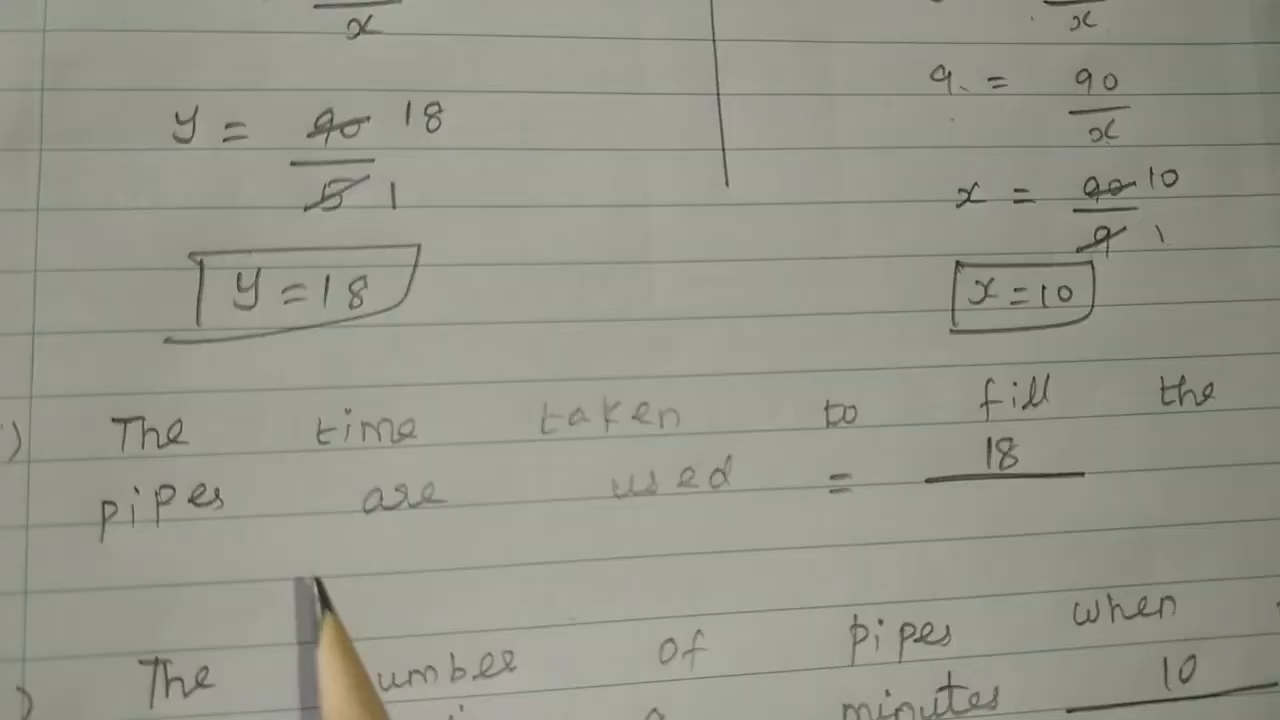 x
y = 90 18
5 1
y = 18
x
9 = 90
x
x = 90 10
9 1
x = 10
) The time taken to fill the
pipes are used = 18
) The umber of pipes when
minutes 10